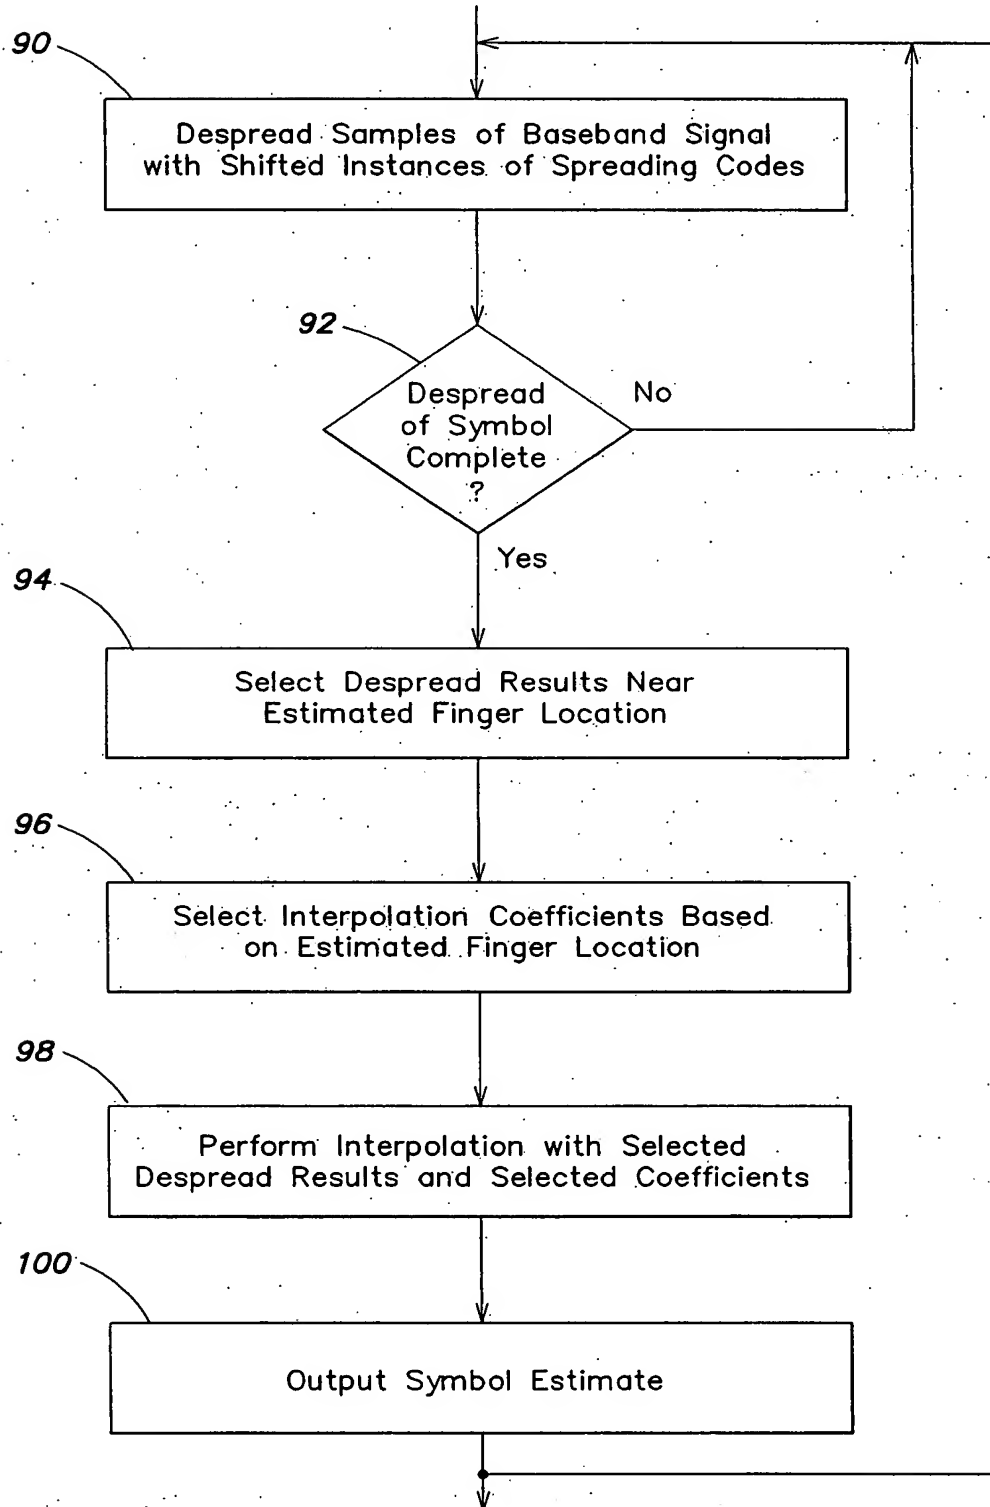 90
Despread Samples of Baseband Signal
with Shifted Instances of Spreading Codes
92
Despread
of Symbol
Complete
?
No
Yes
94
Select Despread Results Near
Estimated Finger Location
96
Select Interpolation Coefficients Based
on Estimated Finger Location
98
Perform Interpolation with Selected
Despread Results and Selected Coefficients
100
Output Symbol Estimate